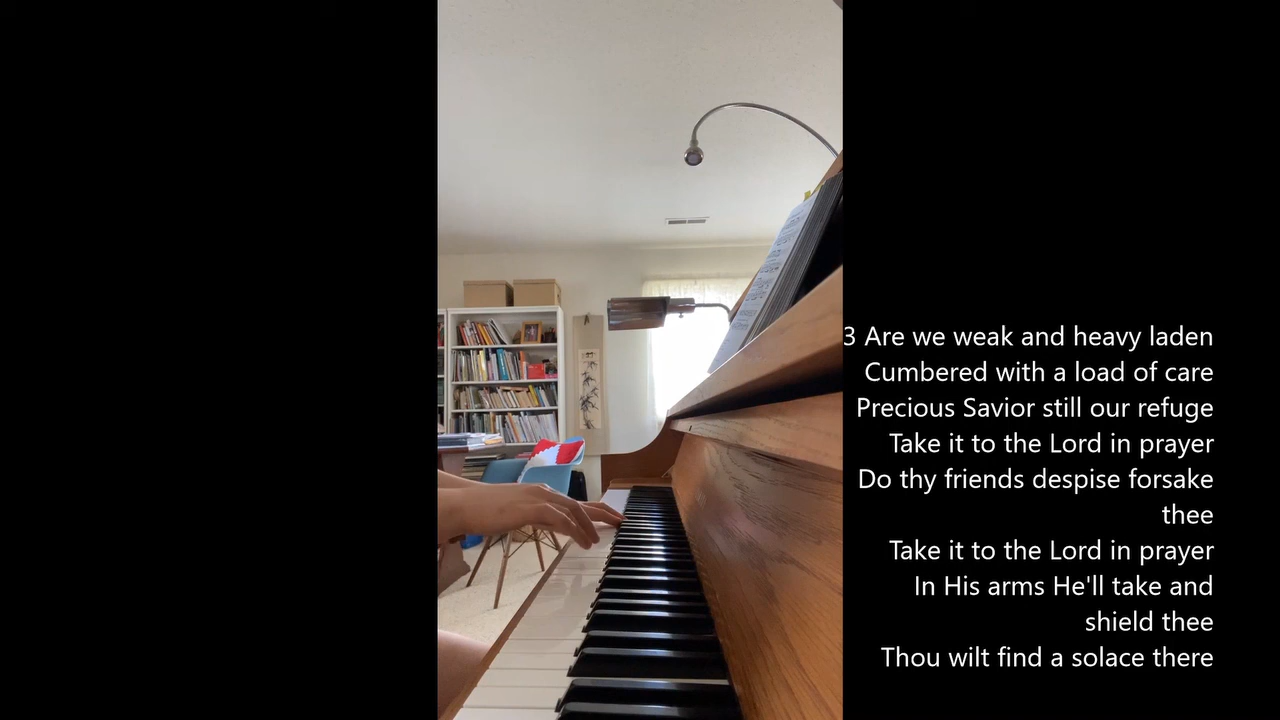 3 Are we weak and heavy laden
Cumbered with a load of care
Precious Savior still our refuge
Take it to the Lord in prayer
Do thy friends despise forsake
thee
Take it to the Lord in prayer
In His arms He'll take and
shield thee
Thou wilt find a solace there